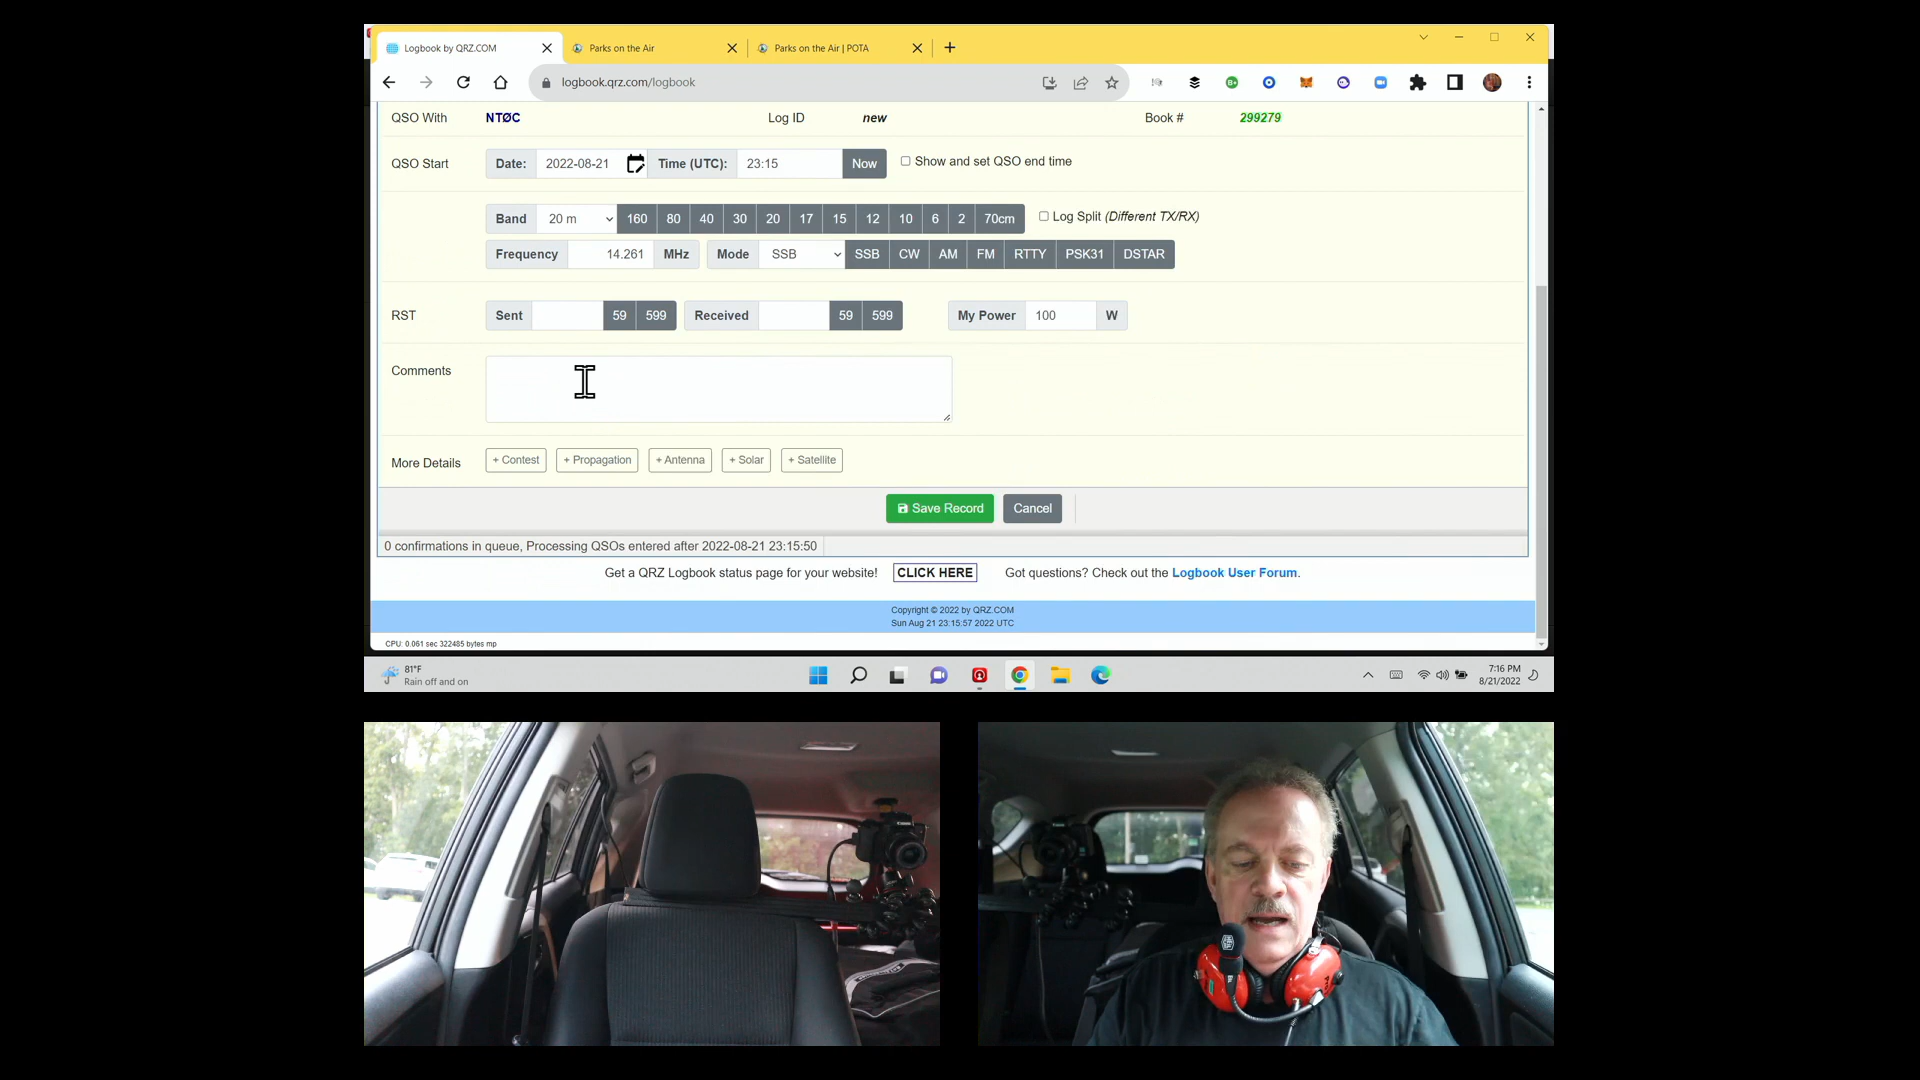 Logbook by QRZ.COM
Parks on the Air
Parks on the Air | POTA
logbook.qrz.com/logbook
QSO With NTØC Log ID new Book # 299279
QSO Start Date: 2022-08-21 Time (UTC): 23:15 Now Show and set QSO end time
Band 20 m 160 80 40 30 20 17 15 12 10 6 2 70cm Log Split (Different TX/RX)
Frequency 14.261 MHz Mode SSB SSB CW AM FM RTTY PSK31 DSTAR
RST Sent 59 599 Received 59 599 My Power 100 W
Comments
More Details + Contest + Propagation + Antenna + Solar + Satellite
Save Record Cancel
0 confirmations in queue, Processing QSOs entered after 2022-08-21 23:15:50
Get a QRZ Logbook status page for your website! CLICK HERE Got questions? Check out the Logbook User Forum.
Copyright © 2022 by QRZ.COM
Sun Aug 21 23:15:57 2022 UTC
CPU: 0.061 sec 322485 bytes mp
81°F
Rain off and on
7:16 PM
8/21/2022